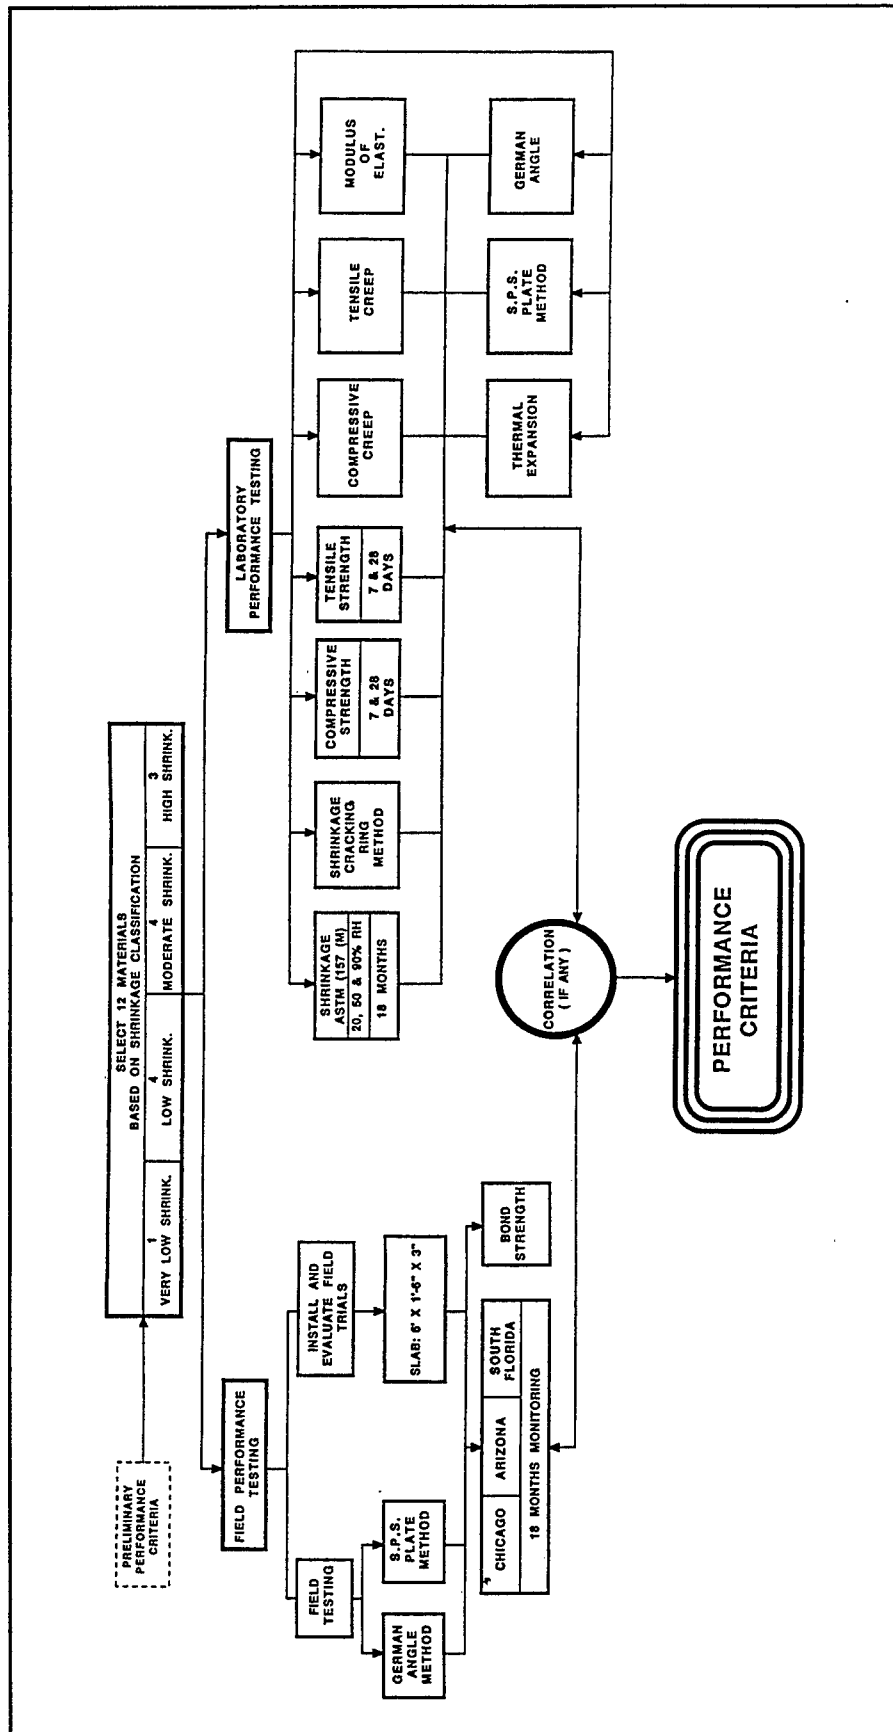 PRELIMINARY
PERFORMANCE
CRITERIA
SELECT 12 MATERIALS
BASED ON SHRINKAGE CLASSIFICATION
1
VERY LOW SHRINK.
4
LOW SHRINK.
4
MODERATE SHRINK.
3
HIGH SHRINK.
FIELD PERFORMANCE
TESTING
LABORATORY
PERFORMANCE TESTING
FIELD
TESTING
INSTALL AND
EVALUATE FIELD
TRIALS
GERMAN
ANGLE
METHOD
S.P.S.
PLATE
METHOD
SLAB: 6' X 1'-6" X 3"
CHICAGO
ARIZONA
SOUTH
FLORIDA
18 MONTHS MONITORING
BOND
STRENGTH
SHRINKAGE
ASTM (157 (M)
20, 50 & 90% RH
18 MONTHS
SHRINKAGE
CRACKING
RING
METHOD
COMPRESSIVE
STRENGTH
7 & 28
DAYS
TENSILE
STRENGTH
7 & 28
DAYS
COMPRESSIVE
CREEP
TENSILE
CREEP
MODULUS
OF
ELAST.
THERMAL
EXPANSION
S.P.S.
PLATE
METHOD
GERMAN
ANGLE
CORRELATION
( IF ANY )
PERFORMANCE
CRITERIA